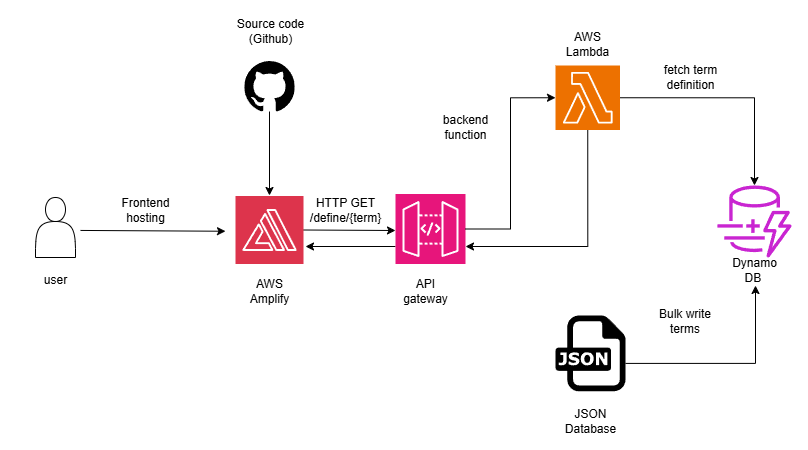 Source code
(Github)
AWS
Lambda
fetch term
definition
backend
function
Frontend
hosting
HTTP GET
/define/{term}
</>
user
AWS
Amplify
API
gateway
Dynamo
DB
Bulk write
terms
JSON
JSON
Database